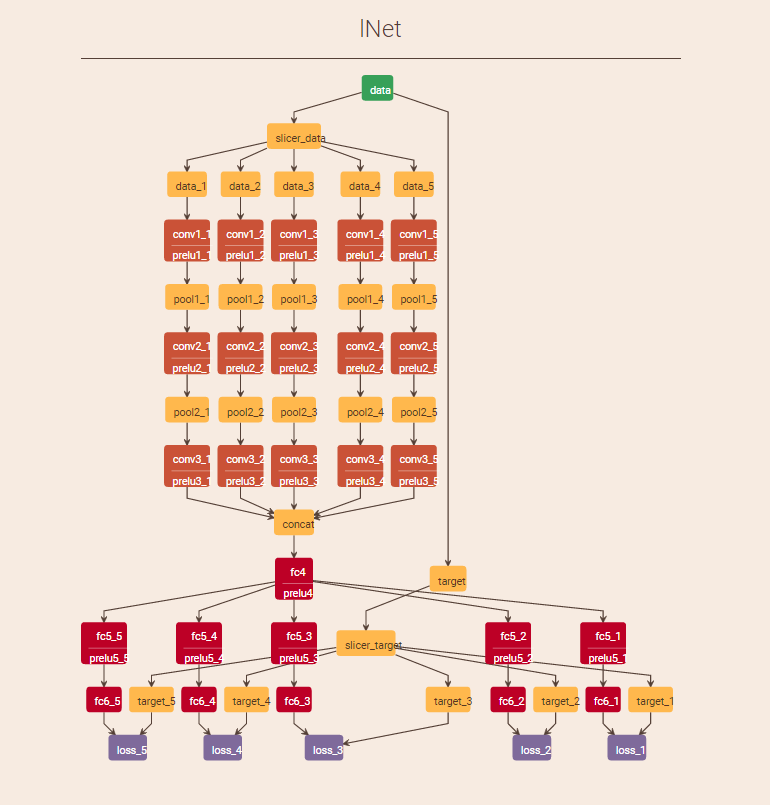 lNet
data
slicer_data
data_1 data_2 data_3 data_4 data_5
conv1_1 conv1_2 conv1_3 conv1_4 conv1_5
prelu1_1 prelu1_2 prelu1_3 prelu1_4 prelu1_5
pool1_1 pool1_2 pool1_3 pool1_4 pool1_5
conv2_1 conv2_2 conv2_3 conv2_4 conv2_5
prelu2_1 prelu2_2 prelu2_3 prelu2_4 prelu2_5
pool2_1 pool2_2 pool2_3 pool2_4 pool2_5
conv3_1 conv3_2 conv3_3 conv3_4 conv3_5
prelu3_1 prelu3_2 prelu3_3 prelu3_4 prelu3_5
concat
fc4
target
prelu4
fc5_5 fc5_4 fc5_3 fc5_2 fc5_1
slicer_target
prelu5_5 prelu5_4 prelu5_3 prelu5_2 prelu5_1
fc6_5 target_5 fc6_4 target_4 fc6_3 target_3 fc6_2 target_2 fc6_1 target_1
loss_5 loss_4 loss_3 loss_2 loss_1